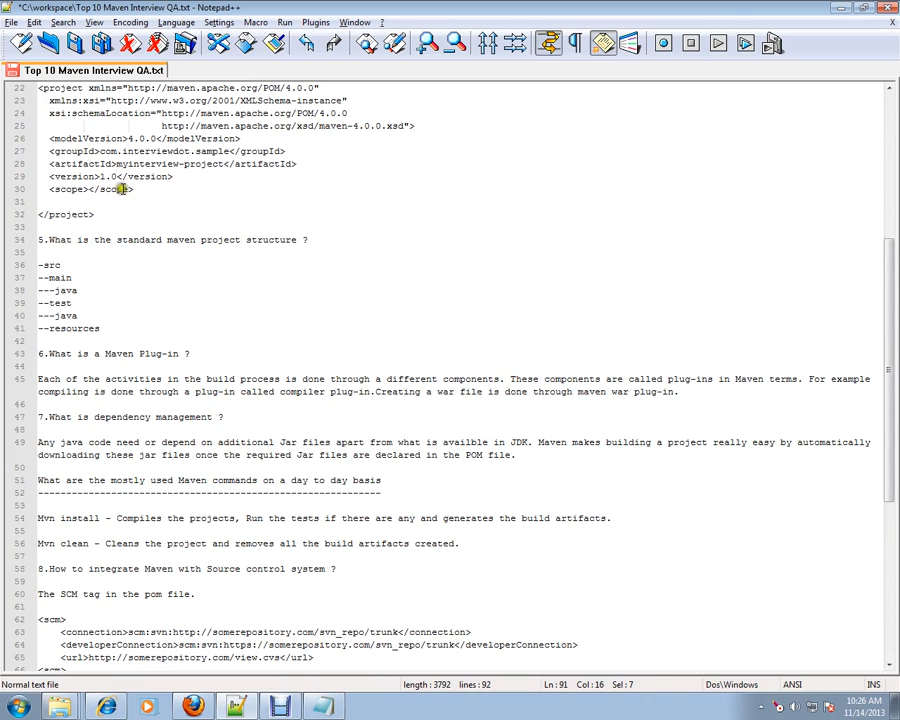 *C:\workspace\Top 10 Maven Interview QA.txt - Notepad++
File Edit Search View Encoding Language Settings Macro Run Plugins Window ? X
Top 10 Maven Interview QA.txt
22 <project xmlns="http://maven.apache.org/POM/4.0.0"
23 xmlns:xsi="http://www.w3.org/2001/XMLSchema-instance"
24 xsi:schemaLocation="http://maven.apache.org/POM/4.0.0
25 http://maven.apache.org/xsd/maven-4.0.0.xsd">
26 <modelVersion>4.0.0</modelVersion>
27 <groupId>com.interviewdot.sample</groupId>
28 <artifactId>myinterview-project</artifactId>
29 <version>1.0</version>
30 <scope></scope>
31
32 </project>
33
34 5.What is the standard maven project structure ?
35
36 -src
37 --main
38 ---java
39 --test
40 ---java
41 --resources
42
43 6.What is a Maven Plug-in ?
44
45 Each of the activities in the build process is done through a different components. These components are called plug-ins in Maven terms. For example
compiling is done through a plug-in called compiler plug-in.Creating a war file is done through maven war plug-in.
46
47 7.What is dependency management ?
48
49 Any java code need or depend on additional Jar files apart from what is availble in JDK. Maven makes building a project really easy by automatically
downloading these jar files once the required Jar files are declared in the POM file.
50
51 What are the mostly used Maven commands on a day to day basis
52 -------------------------------------------------------------
53
54 Mvn install - Compiles the projects, Run the tests if there are any and generates the build artifacts.
55
56 Mvn clean - Cleans the project and removes all the build artifacts created.
57
58 8.How to integrate Maven with Source control system ?
59
60 The SCM tag in the pom file.
61
62 <scm>
63 <connection>scm:svn:http://somerepository.com/svn_repo/trunk</connection>
64 <developerConnection>scm:svn:https://somerepository.com/svn_repo/trunk</developerConnection>
65 <url>http://somerepository.com/view.cvs</url>
66 <scm>
Normal text file length : 3792 lines : 92 Ln : 91 Col : 16 Sel : 7 Dos\Windows ANSI INS
10:26 AM
11/14/2013